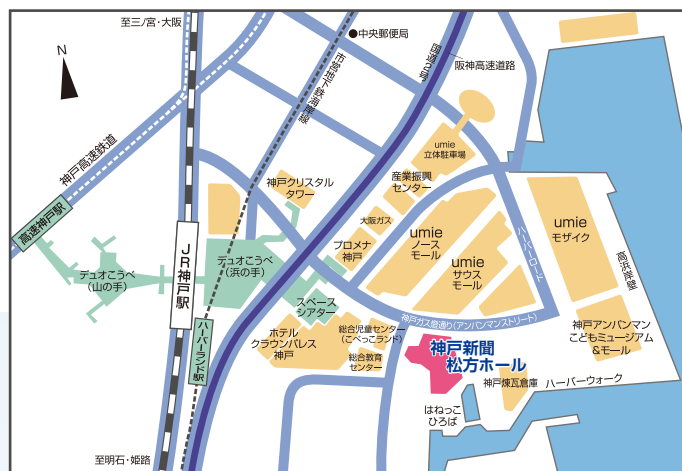 至三ノ宮・大阪
中央郵便局
国道2号
阪神高速道路
N
市営地下鉄海岸線
神戸高速鉄道
umie
立体駐車場
産業振興
センター
神戸クリスタル
タワー
高速神戸駅
大阪ガス
umie
ノース
モール
umie
モザイク
ハーバーロード
高浜岸壁
JR神戸駅
デュオこうべ
(浜の手)
プロメナ
神戸
umie
サウス
モール
デュオこうべ
(山の手)
スペース
シアター
神戸ガス燈通り(アンパンマンストリート)
ハーバーランド駅
ホテル
クラウンパレス
神戸
総合児童センター
(こべっこランド)
総合教育
センター
神戸新聞
松方ホール
神戸アンパンマン
こどもミュージアム
&モール
神戸煉瓦倉庫
ハーバーウォーク
はねっこ
ひろば
至明石・姫路